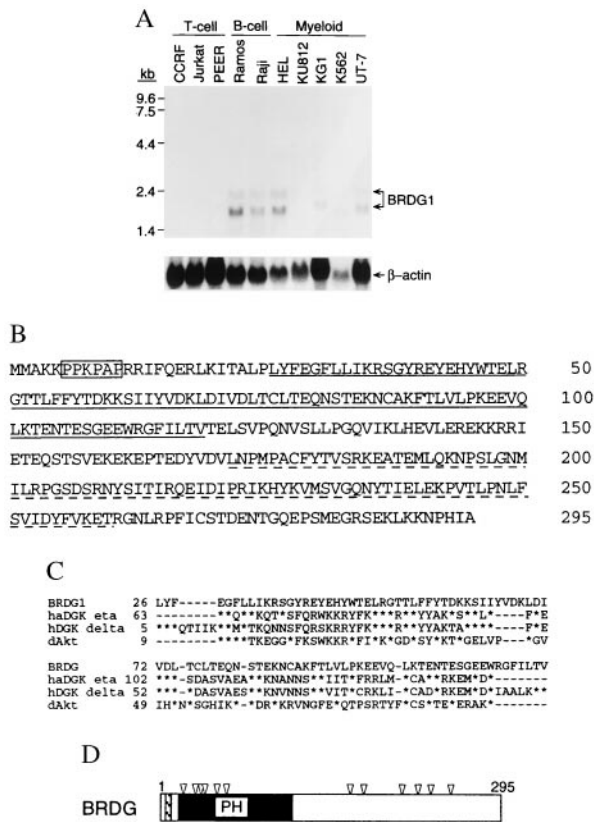 A
T-cell B-cell Myeloid
CCRF Jurkat PEER Ramos Raji HEL KU812 KG1 K562 UT-7
kb
9.6
7.5
4.4
2.4
BRDG1
1.4
β-actin
B
MMAKKPPKPAPRRIFQERLKITALPLYFEGFLLIKRSGYREYEHYWTELR 50
GTTLFFYTDKKSIIYVDKLDIVDLTCLTEQNSTEKNCAKFTLVLPKEEVQ 100
LKTENTESGEEWRGFILTVTELSVPQNVSLLPGQVIKLHEVLEREKKRRI 150
ETEQSTSVEKEKEPTEDYVDVLNPMPACFYTVSRKEATEMLQKNPSLGNM 200
ILRPGSDSRNYSITIRQEIDIPRIKHYKVMSVGQNYTIELEKPVTLPNLF 250
SVIDYFVKETRGNLRPFICSTDENTGQEPSMEGRSEKLKKNPHIA 295
C
BRDG1 26 LYF-----EGFLLIKRSGYREYEHYWTELRGTTLFFYTDKKSIIYVDKLDI
haDGK eta 63 --------**Q**KQT*SFQRWKKRYFK***R**YYAK*S**L*----F*
hDGK delta 5 ***QTIIK**M*TKQNNSFQRSKRRYFK***R**YYAKTA****----F*
dAkt 9 ----*TKEGG*FKSWKKR*FI*K*GD*SY*KT*GELVP---*GV
BRDG 72 VDL-TCLTEQN-STEKNCAKFTLVLPKEEVQ-LKTENTESGEEWRGFILTV
haDGK eta 102 ***-*SDASVAEA**KNANNS**IIT*FRRLM-*CA**RKEM*D*-------
hDGK delta 52 ***-*SDASVAES**KNVNNS**VIT*CRKLI-*CAD*RKEM*D*IAALK**
dAkt 49 IH*N*SGHIK*-DR*KRVNGFE*QTPSRTYF*CS*TE*ERAK*-------
D
1 295
BRDG PH